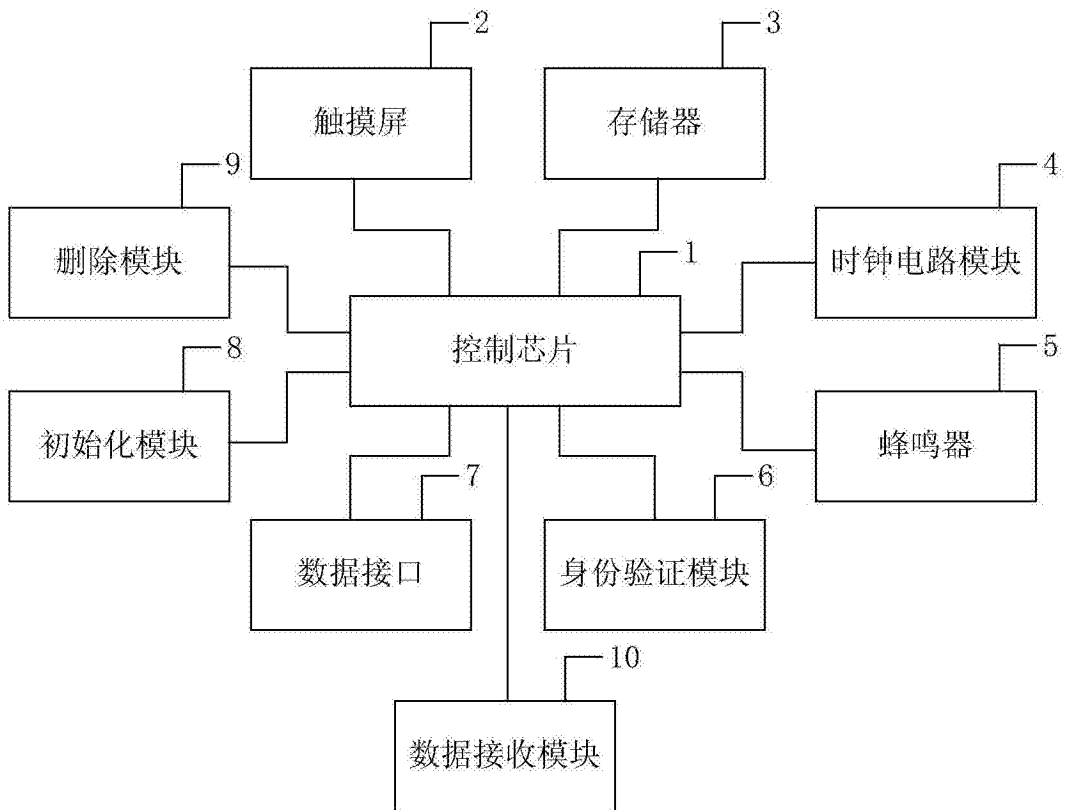 2
3
触摸屏
存储器
9
4
删除模块
时钟电路模块
1
控制芯片
8
5
初始化模块
蜂鸣器
7
6
数据接口
身份验证模块
10
数据接收模块